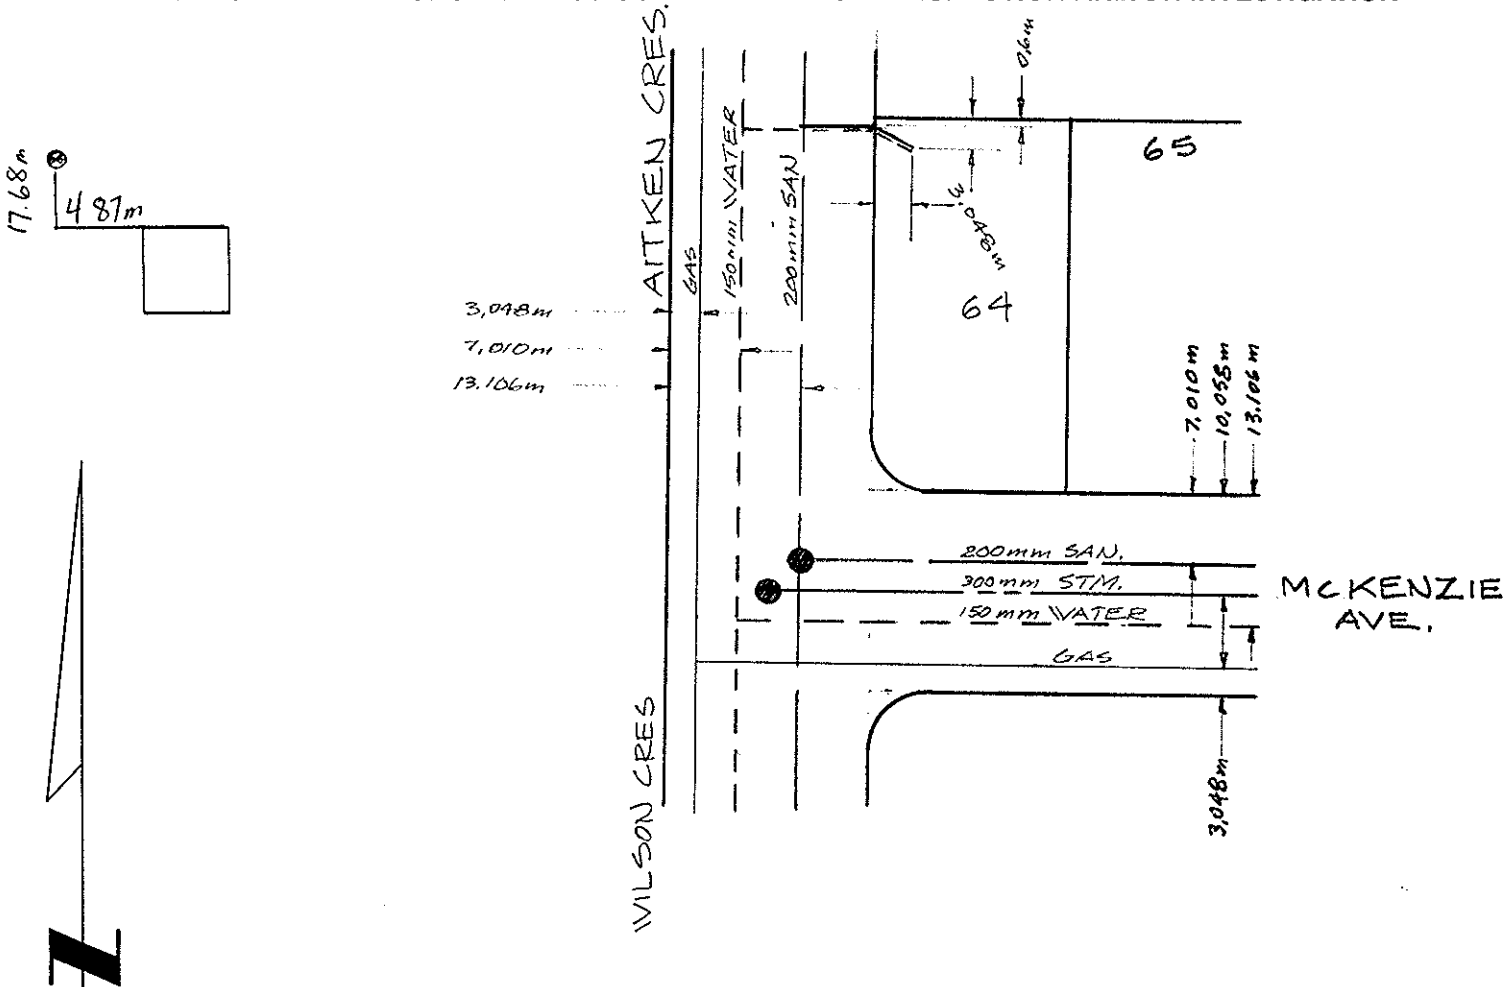 AITKEN CRES.
0,6m
17.68m
4.87m
150mm WATER
200mm SAN
GAS
65
3,048m
64
3,048m
7,010m
13.106m
7,010m
10,058m
13.106m
200mm SAN.
300mm STM.
150mm WATER
GAS
MCKENZIE
AVE.
WILSON CRES
3,048m
N